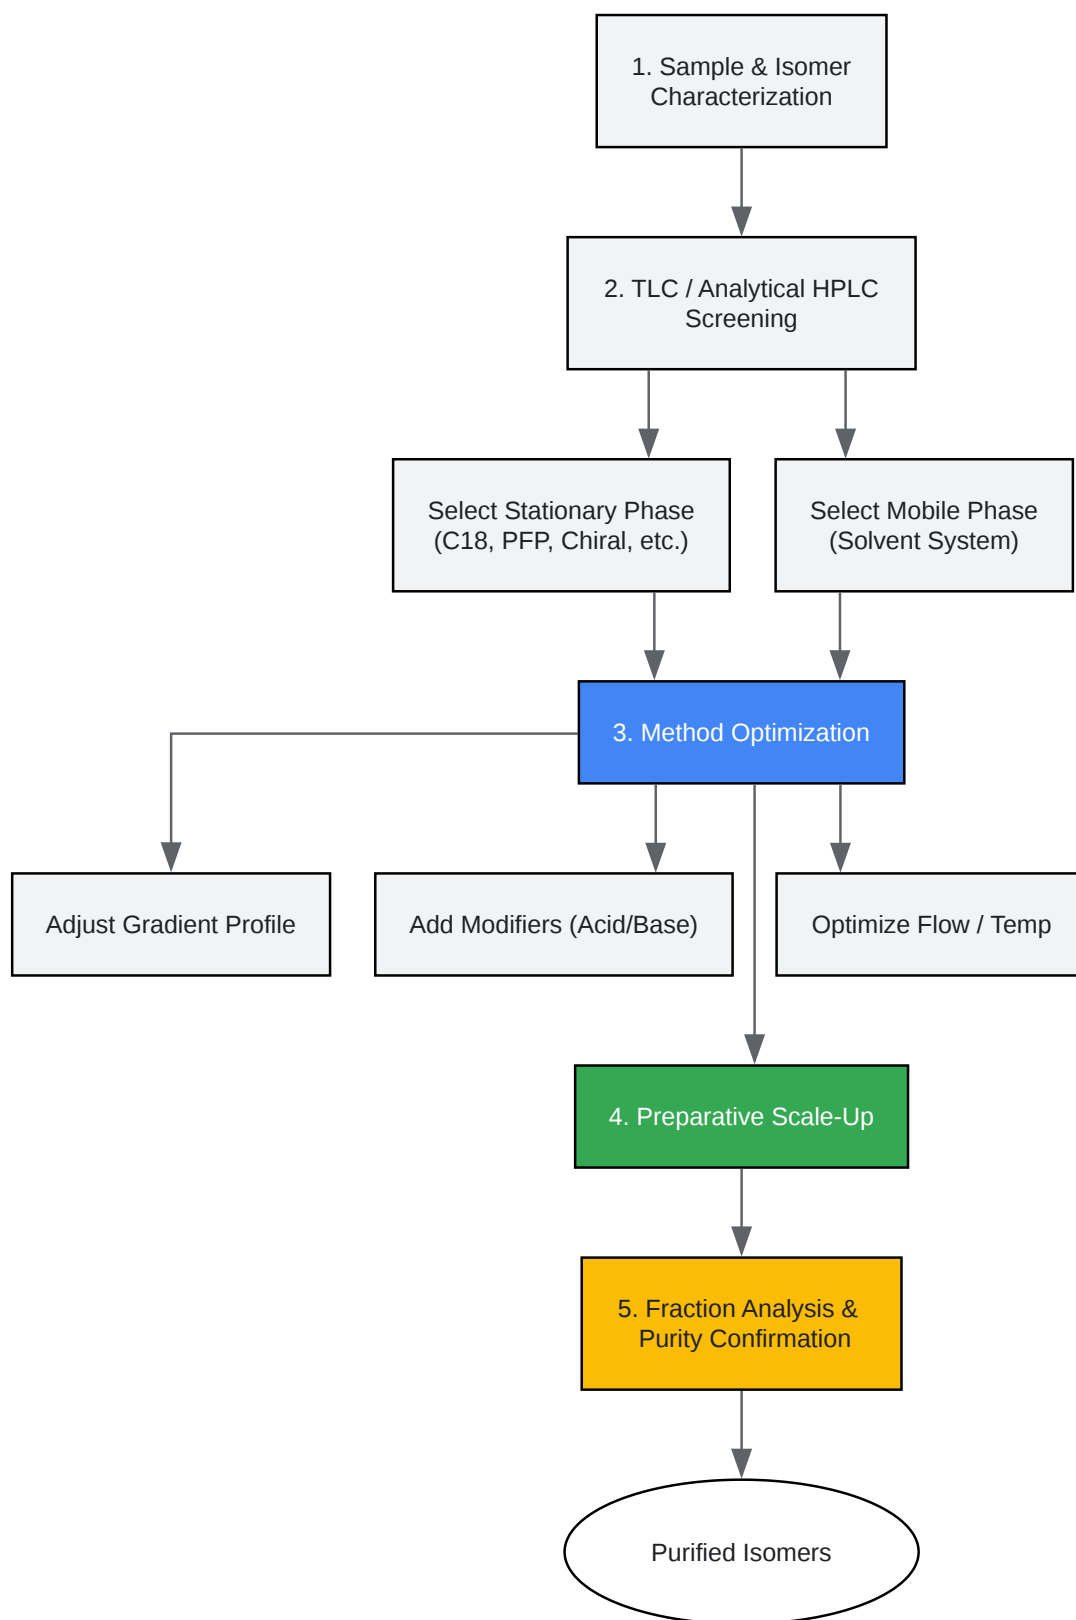 1. Sample & Isomer
Characterization
2. TLC / Analytical HPLC
Screening
Select Stationary Phase
(C18, PFP, Chiral, etc.)
Select Mobile Phase
(Solvent System)
3. Method Optimization
Adjust Gradient Profile
Add Modifiers (Acid/Base)
Optimize Flow / Temp
4. Preparative Scale-Up
5. Fraction Analysis &
Purity Confirmation
Purified Isomers